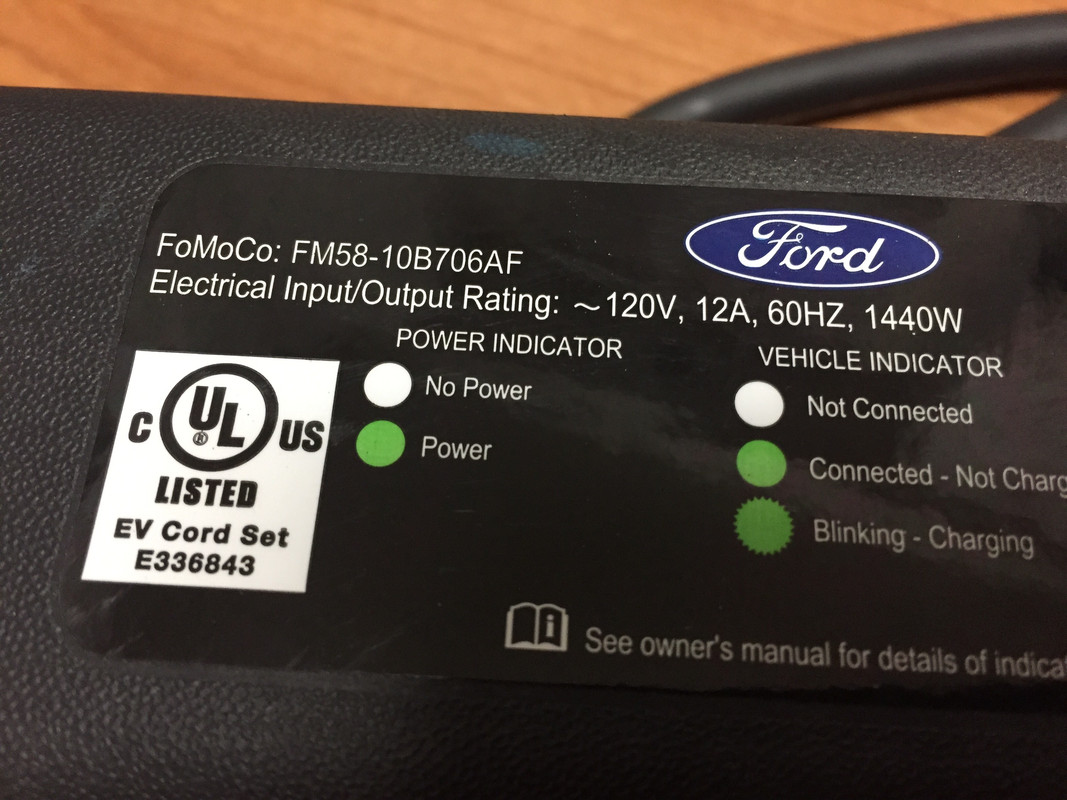 Ford
FoMoCo: FM58-10B706AF
Electrical Input/Output Rating: ~120V, 12A, 60HZ, 1440W
POWER INDICATOR
No Power
Power
VEHICLE INDICATOR
Not Connected
Connected - Not Charg
Blinking - Charging
C UL® US
LISTED
EV Cord Set
E336843
See owner's manual for details of indica